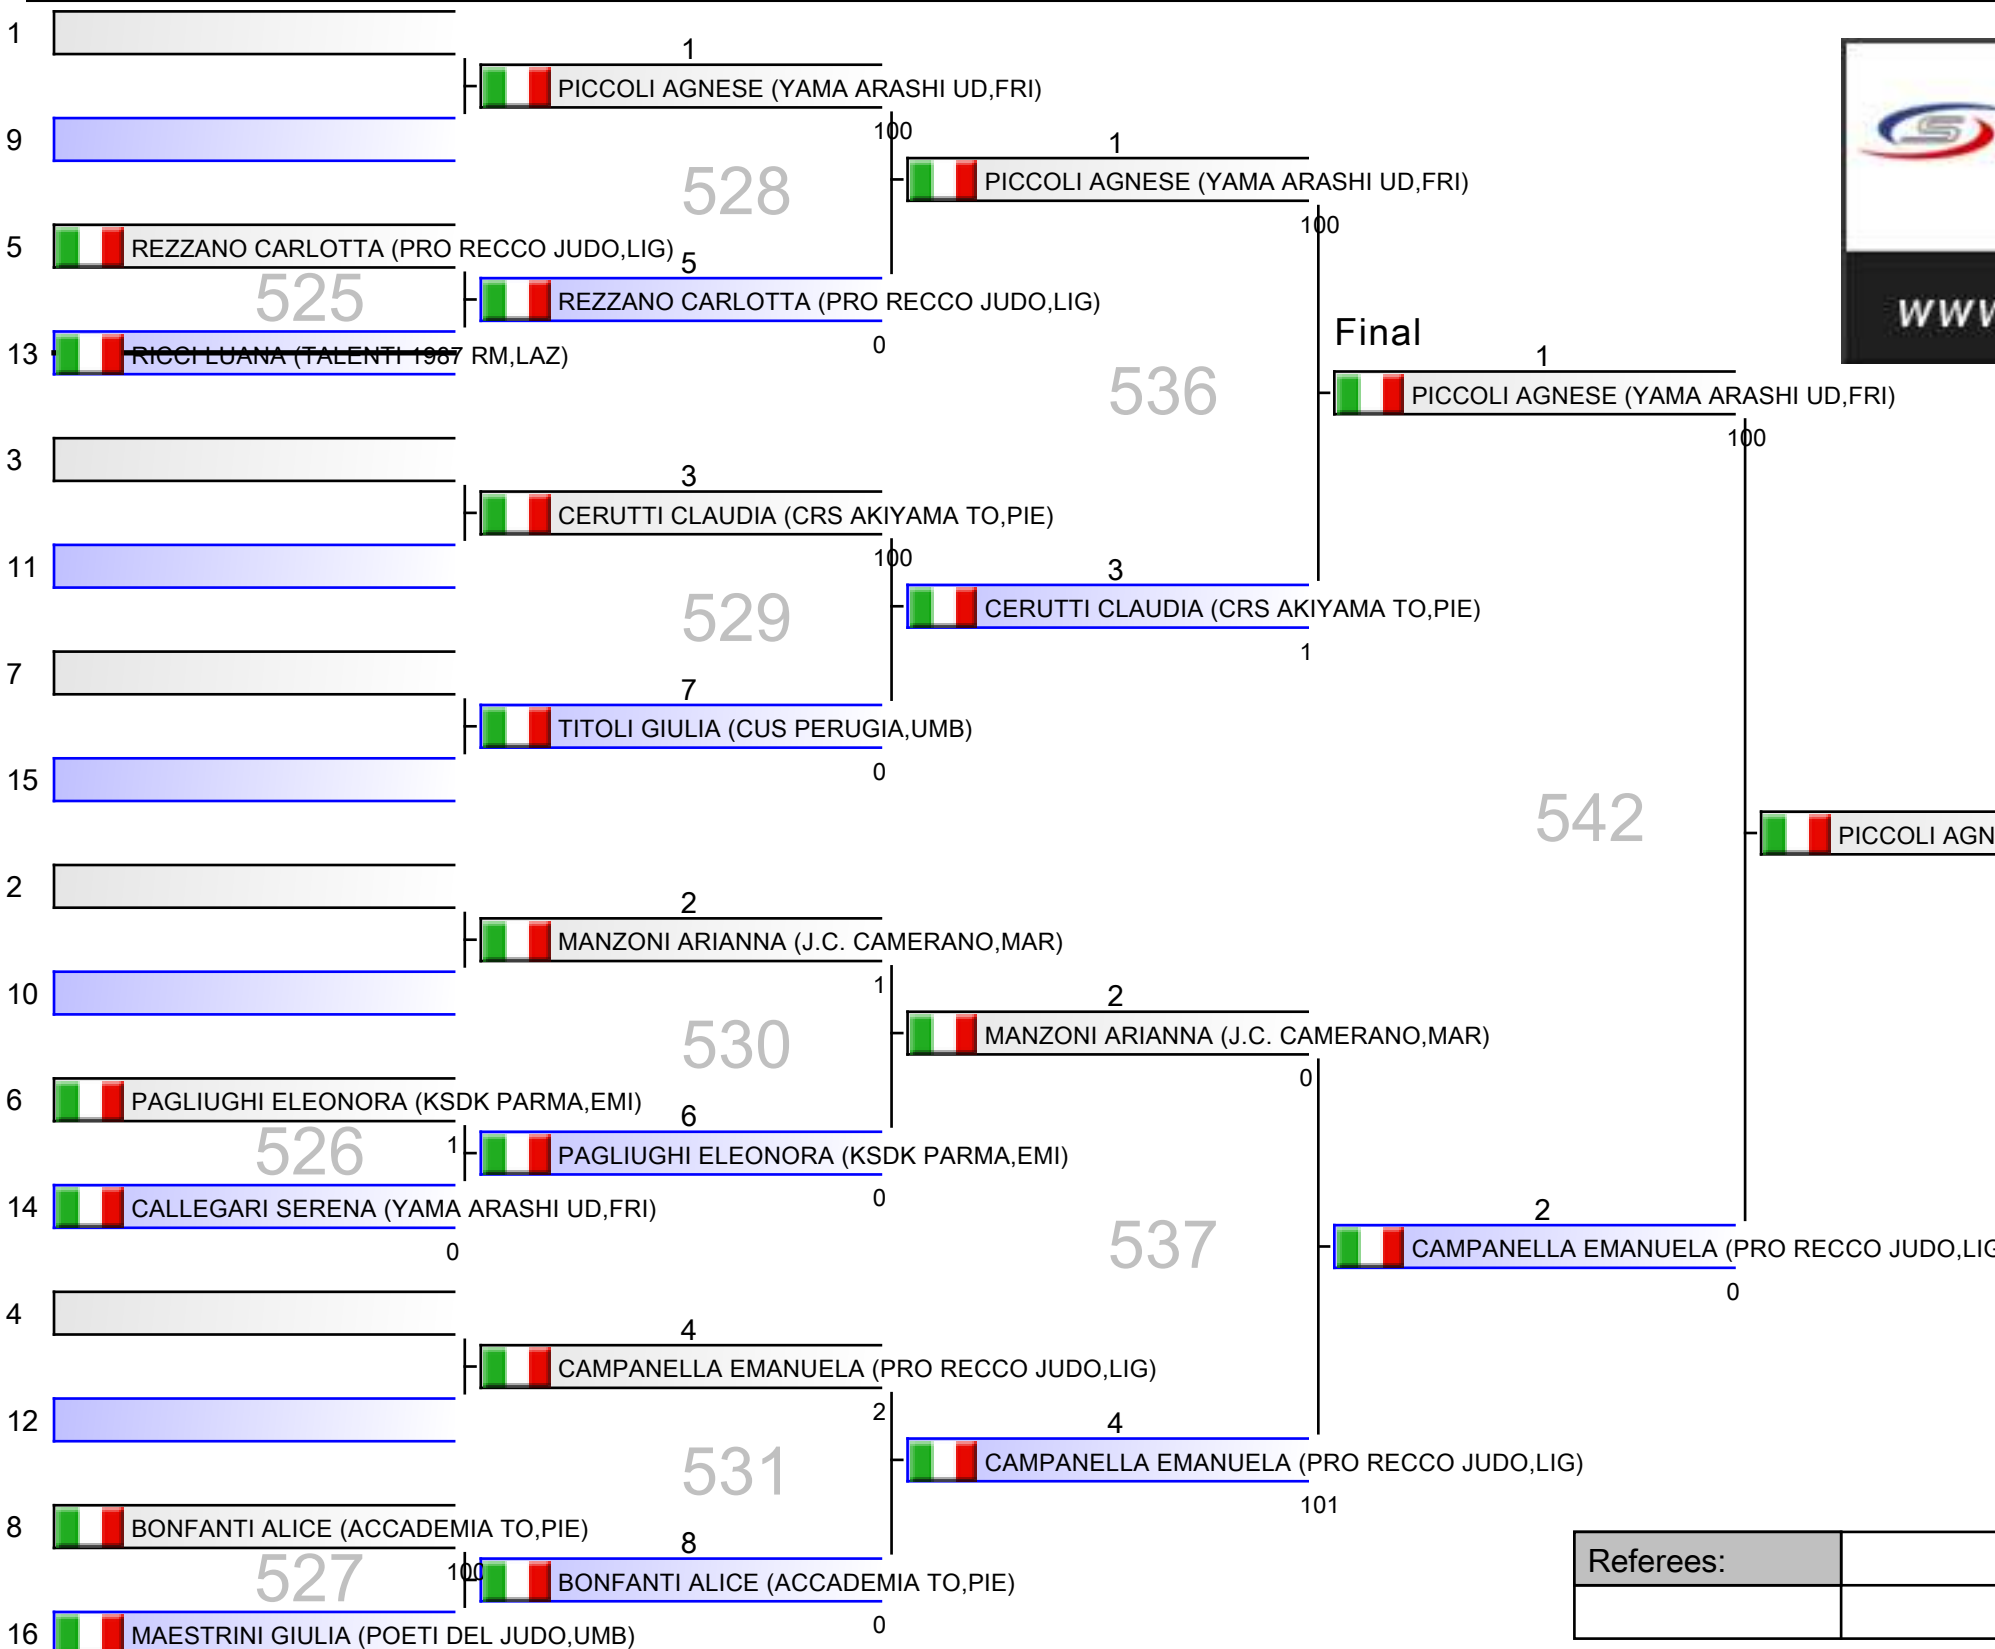 1
1
PICCOLI AGNESE (YAMA ARASHI UD,FRI)
9
100
1
528
PICCOLI AGNESE (YAMA ARASHI UD,FRI)
100
5
REZZANO CARLOTTA (PRO RECCO JUDO,LIG)
5
525
REZZANO CARLOTTA (PRO RECCO JUDO,LIG)
0
www
13
RICCI LUANA (TALENTI 1987 RM,LAZ)
Final
1
536
PICCOLI AGNESE (YAMA ARASHI UD,FRI)
100
3
3
CERUTTI CLAUDIA (CRS AKIYAMA TO,PIE)
100
11
3
CERUTTI CLAUDIA (CRS AKIYAMA TO,PIE)
1
529
7
7
TITOLI GIULIA (CUS PERUGIA,UMB)
0
15
542
PICCOLI AGN
2
2
MANZONI ARIANNA (J.C. CAMERANO,MAR)
1
10
2
530
MANZONI ARIANNA (J.C. CAMERANO,MAR)
0
6
PAGLIUGHI ELEONORA (KSDK PARMA,EMI)
6
526
1
PAGLIUGHI ELEONORA (KSDK PARMA,EMI)
0
14
CALLEGARI SERENA (YAMA ARASHI UD,FRI)
0
537
2
CAMPANELLA EMANUELA (PRO RECCO JUDO,LIG
0
4
4
CAMPANELLA EMANUELA (PRO RECCO JUDO,LIG)
2
12
4
531
CAMPANELLA EMANUELA (PRO RECCO JUDO,LIG)
101
8
BONFANTI ALICE (ACCADEMIA TO,PIE)
8
527
100
BONFANTI ALICE (ACCADEMIA TO,PIE)
0
16
MAESTRINI GIULIA (POETI DEL JUDO,UMB)
Referees: